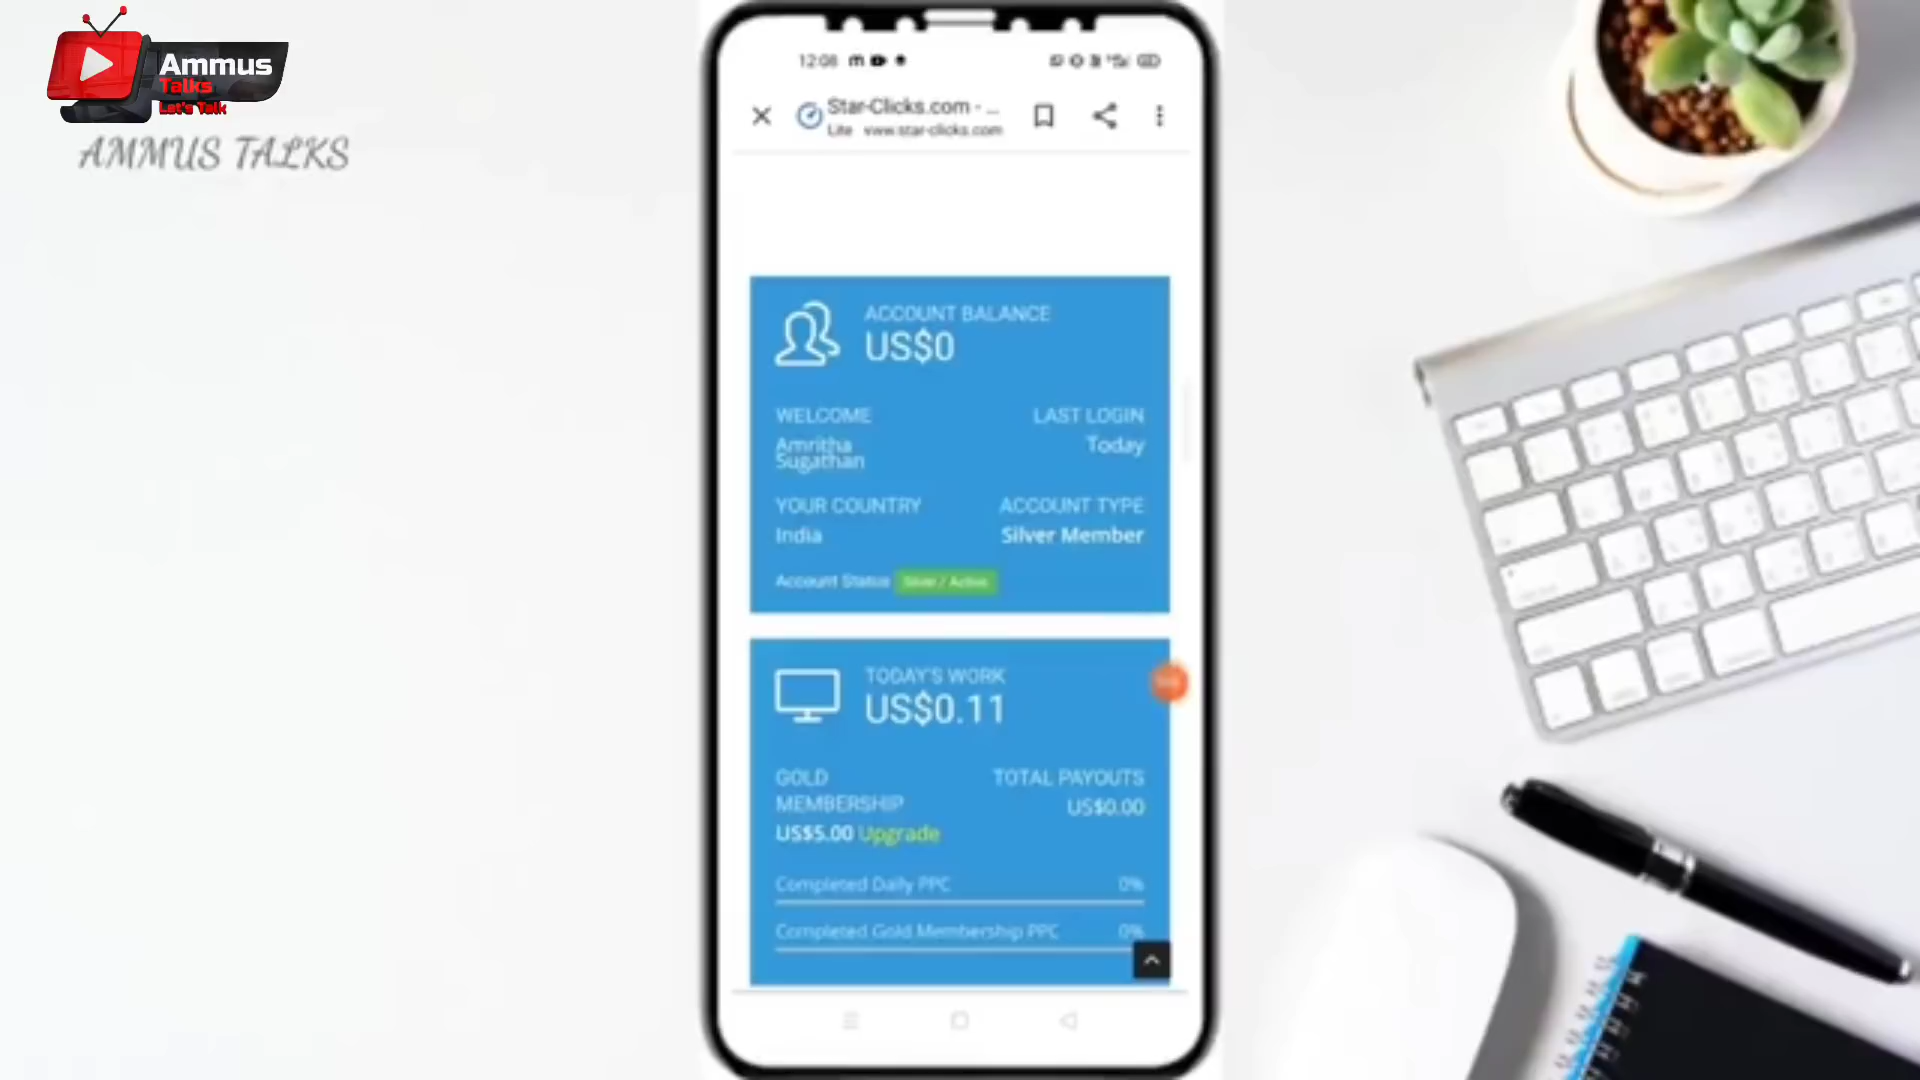 Ammus
Talks
Let's Talk
AMMUS TALKS
12:08
Star-Clicks.com - ...
Lite www.star-clicks.com
ACCOUNT BALANCE
US$0
WELCOME
LAST LOGIN
Amritha
Sugathan
Today
YOUR COUNTRY
ACCOUNT TYPE
India
Silver Member
Account Status Silver / Active
TODAY'S WORK
US$0.11
GOLD
MEMBERSHIP
TOTAL PAYOUTS
US$0.00
US$5.00 Upgrade
Completed Daily PPC 0%
Completed Gold Membership PPC 0%